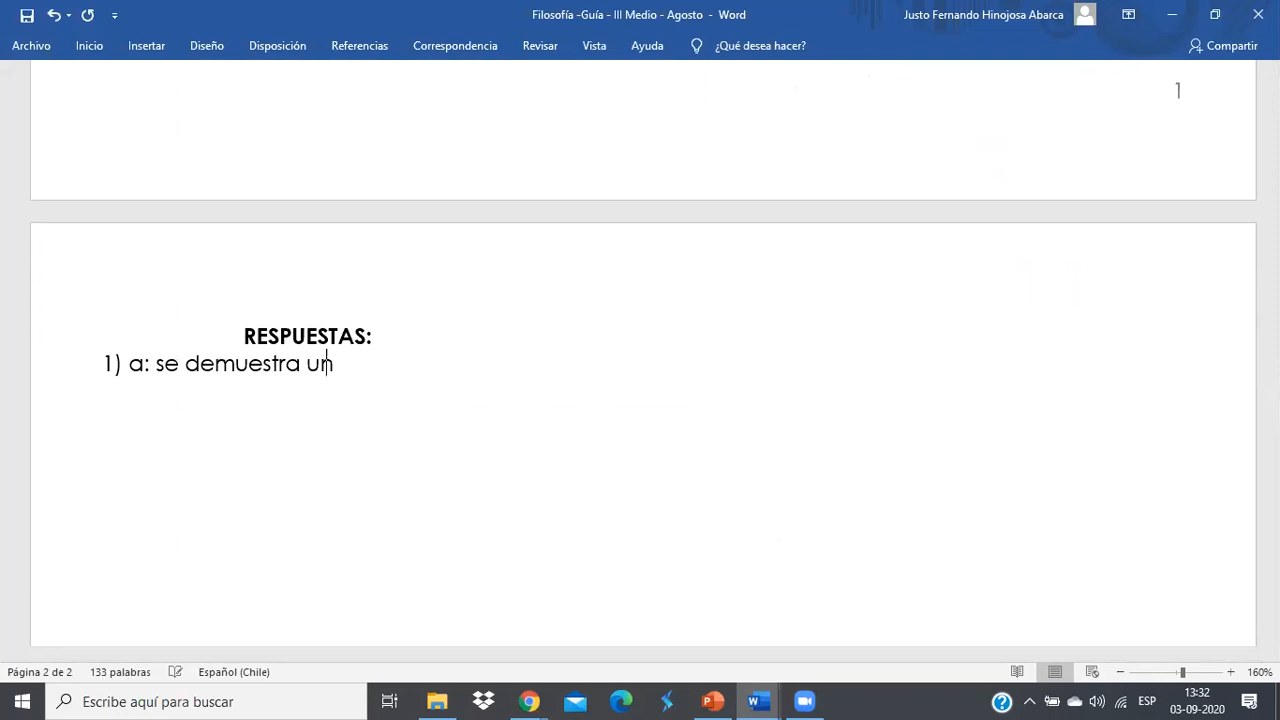 Filosofía -Guía - III Medio - Agosto - Word
Justo Fernando Hinojosa Abarca
Archivo Inicio Insertar Diseño Disposición Referencias Correspondencia Revisar Vista Ayuda ¿Qué desea hacer? Compartir
1
RESPUESTAS:
1) a: se demuestra un
Página 2 de 2 133 palabras Español (Chile) 160%
Escribe aquí para buscar
ESP
13:32
03-09-2020